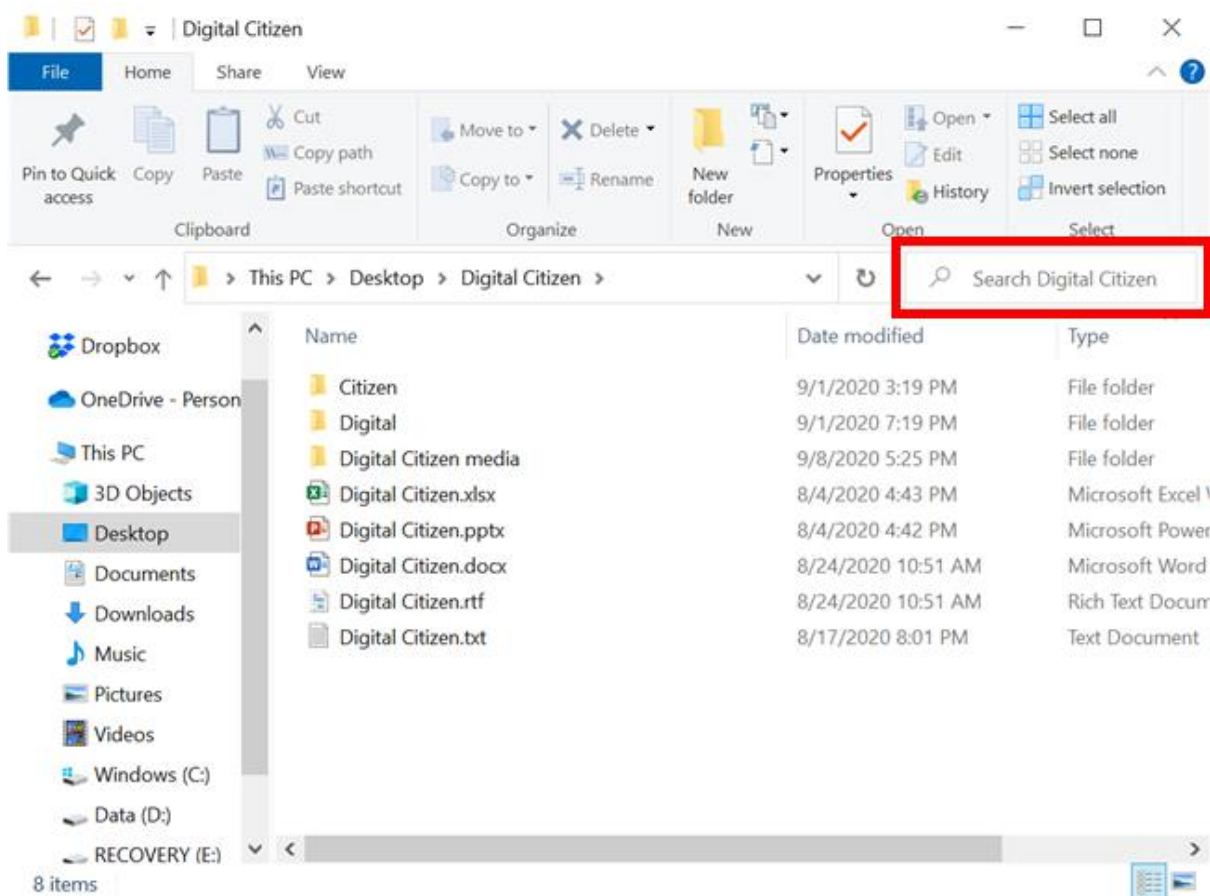 Digital Citizen
File Home Share View
Pin to Quick access
Copy
Paste
Cut
Copy path
Paste shortcut
Clipboard
Move to
Copy to
Delete
Rename
Organize
New folder
New
Properties
Open
Edit
History
Open
Select all
Select none
Invert selection
Select
This PC > Desktop > Digital Citizen >
Search Digital Citizen
Dropbox
OneDrive - Person
This PC
3D Objects
Desktop
Documents
Downloads
Music
Pictures
Videos
Windows (C:)
Data (D:)
RECOVERY (E:)
Name Date modified Type
Citizen 9/1/2020 3:19 PM File folder
Digital 9/1/2020 7:19 PM File folder
Digital Citizen media 9/8/2020 5:25 PM File folder
Digital Citizen.xlsx 8/4/2020 4:43 PM Microsoft Excel
Digital Citizen.pptx 8/4/2020 4:42 PM Microsoft Power
Digital Citizen.docx 8/24/2020 10:51 AM Microsoft Word
Digital Citizen.rtf 8/24/2020 10:51 AM Rich Text Docum
Digital Citizen.txt 8/17/2020 8:01 PM Text Document
8 items